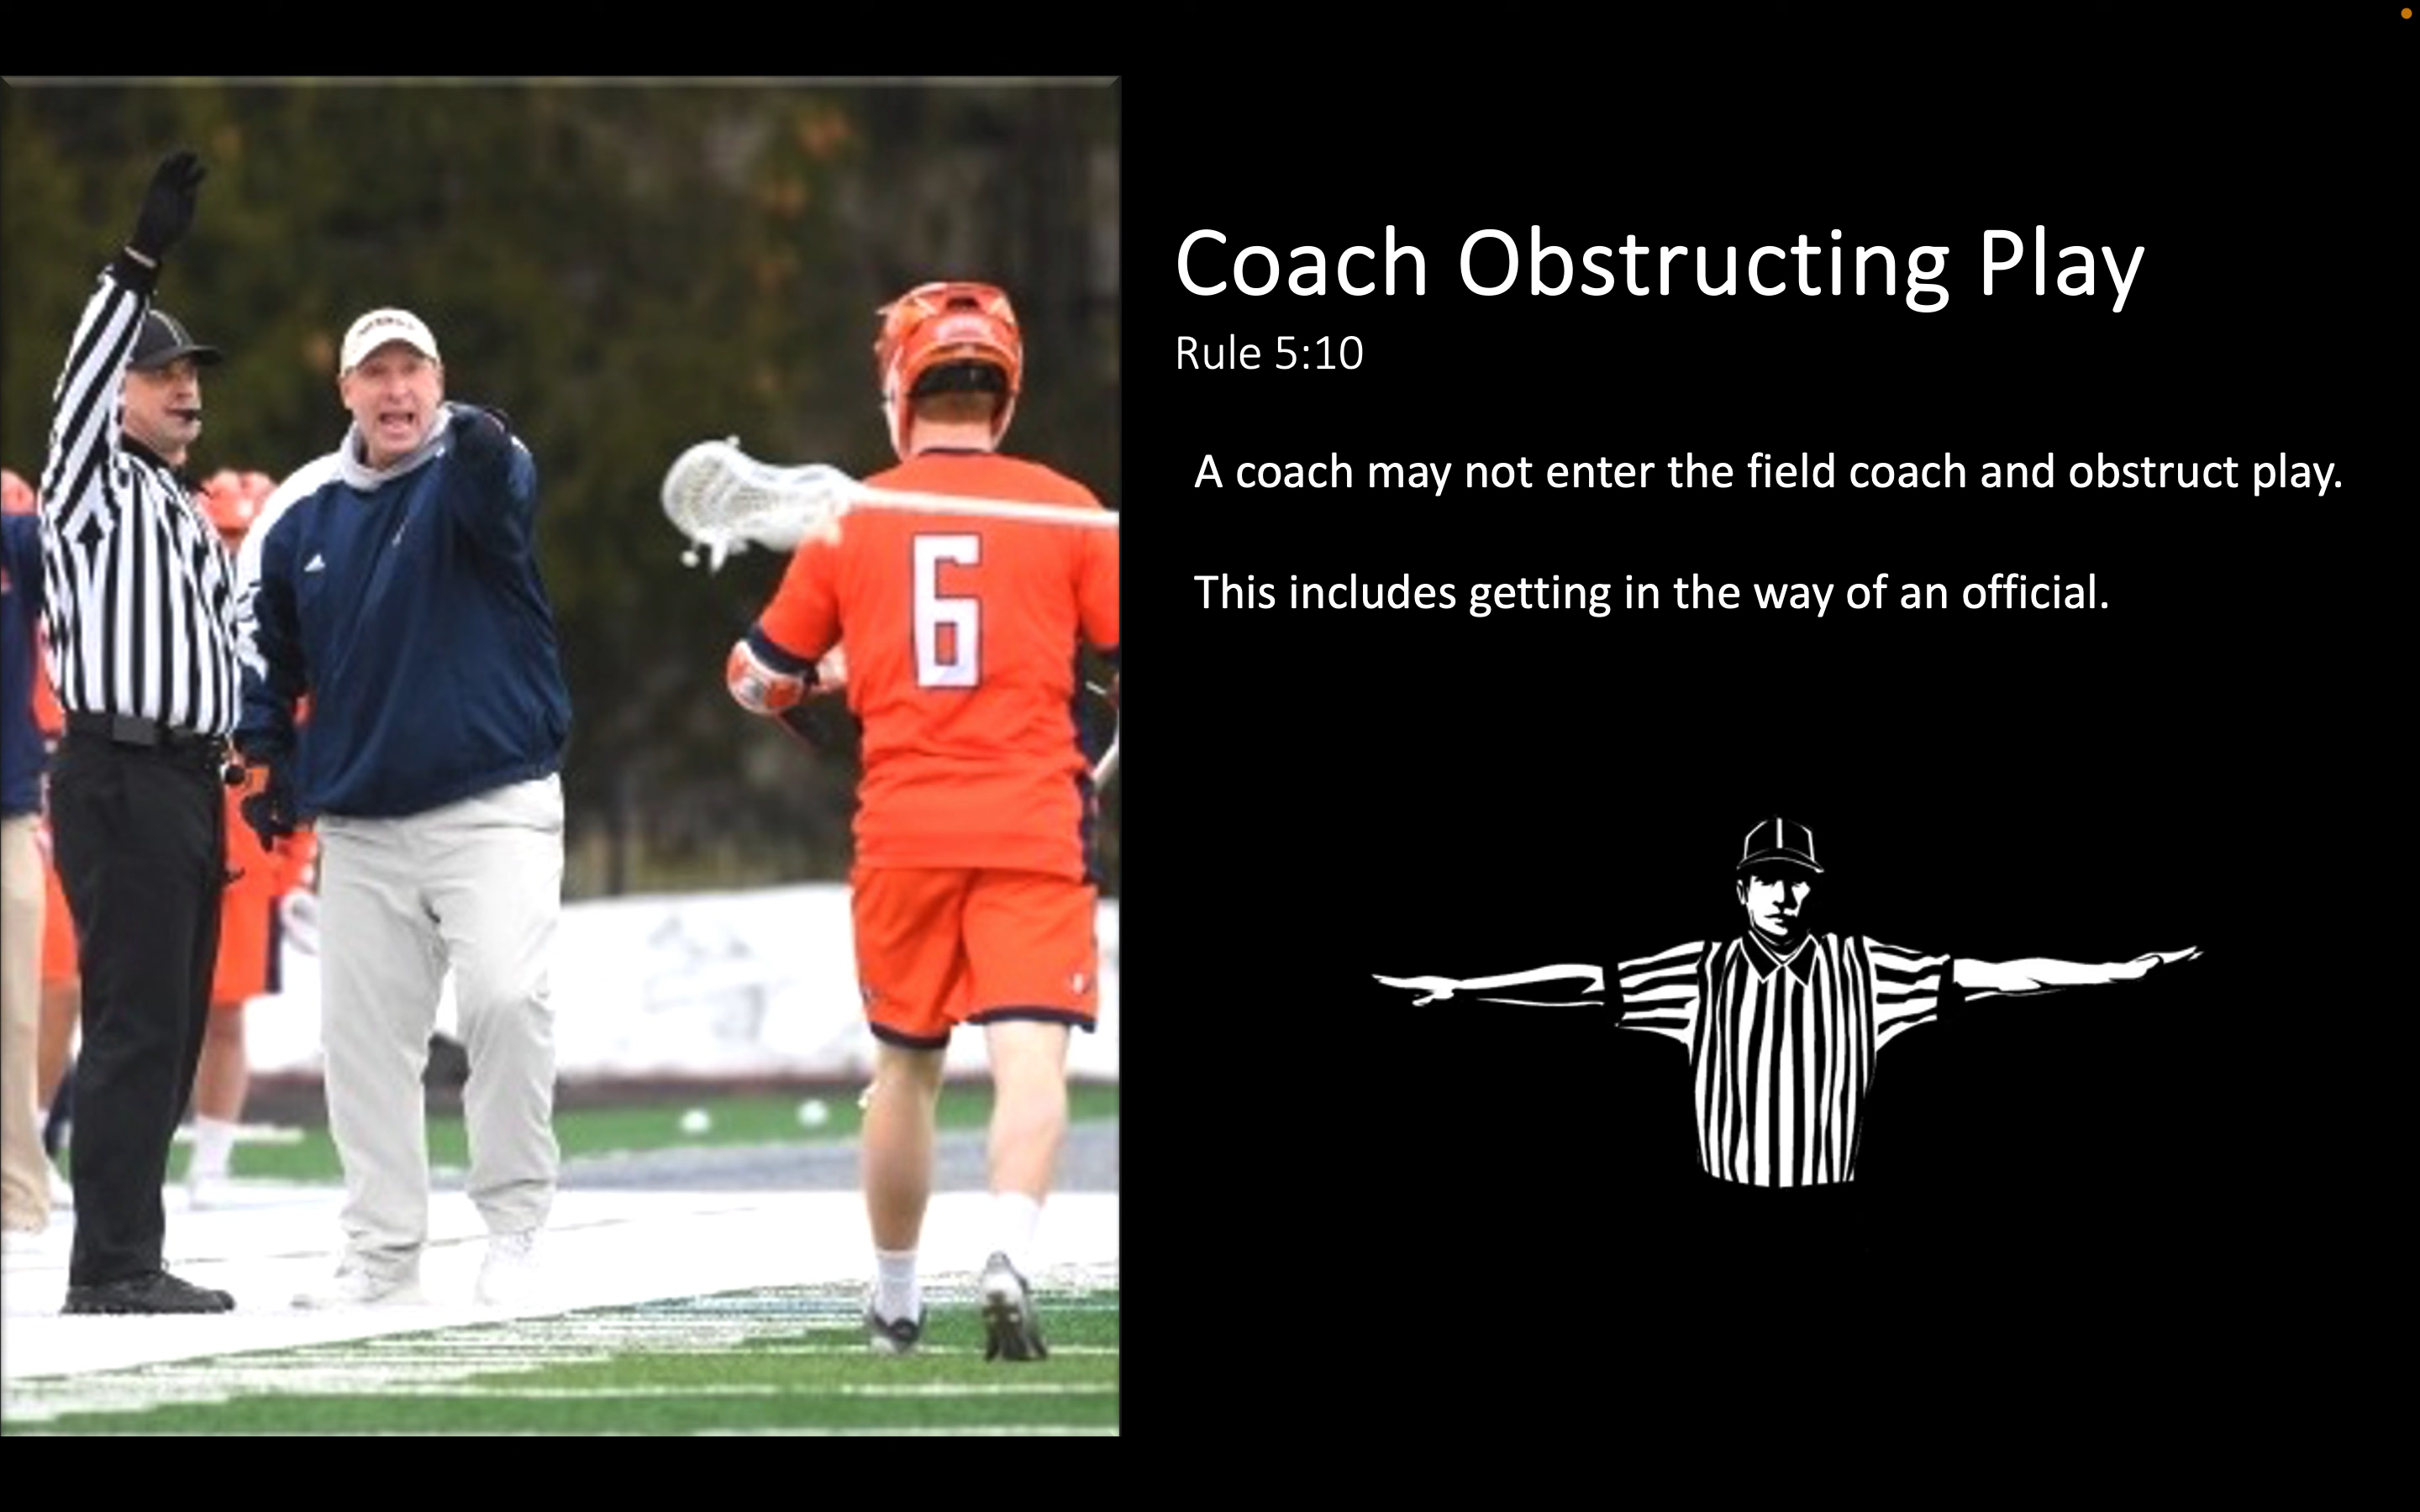 Coach Obstructing Play
Rule 5:10
A coach may not enter the field coach and obstruct play.
This includes getting in the way of an official.
6